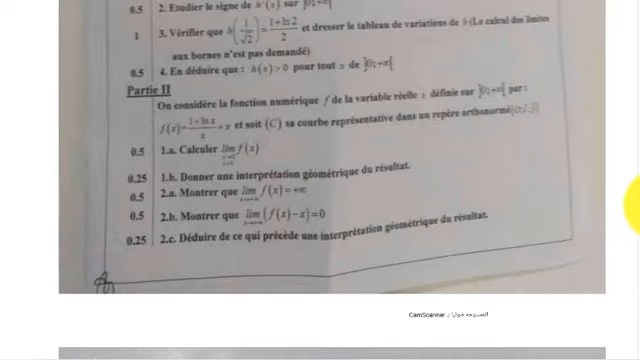 0.5 2. Etudier le signe de h'(x) sur ]0;+∞[
1 3. Vérifier que h(1/√2) = (1+ln 2)/2 et dresser le tableau de variations de h (Le calcul des limites
aux bornes n'est pas demandé)
0.5 4. En déduire que : h(x) > 0 pour tout x de ]0;+∞[
Partie II
On considère la fonction numérique f de la variable réelle x définie sur ]0;+∞[ par :
f(x) = (1+ln x)/x + x et soit (C) sa courbe représentative dans un repère orthonormé
0.5 1.a. Calculer lim f(x)
0.25 1.b. Donner une interprétation géométrique du résultat.
0.5 2.a. Montrer que lim x→+∞ f(x) = +∞
0.5 2.b. Montrer que lim x→+∞ (f(x) − x) = 0
0.25 2.c. Déduire de ce qui précède une interprétation géométrique du résultat.
الممسوحة ضوئيا بـ CamScanner